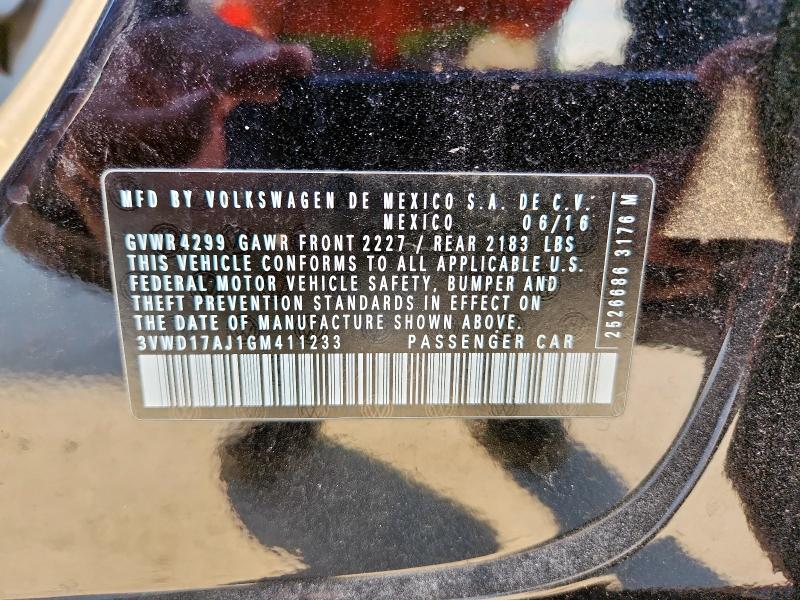 MFD BY VOLKSWAGEN DE MEXICO S.A. DE C.V.
MEXICO 06/16
GVWR 4299 GAWR FRONT 2227 / REAR 2183 LBS
THIS VEHICLE CONFORMS TO ALL APPLICABLE U.S.
FEDERAL MOTOR VEHICLE SAFETY, BUMPER AND
THEFT PREVENTION STANDARDS IN EFFECT ON
THE DATE OF MANUFACTURE SHOWN ABOVE.
3VWD17AJ1GM411233 PASSENGER CAR
2526686 3176 M